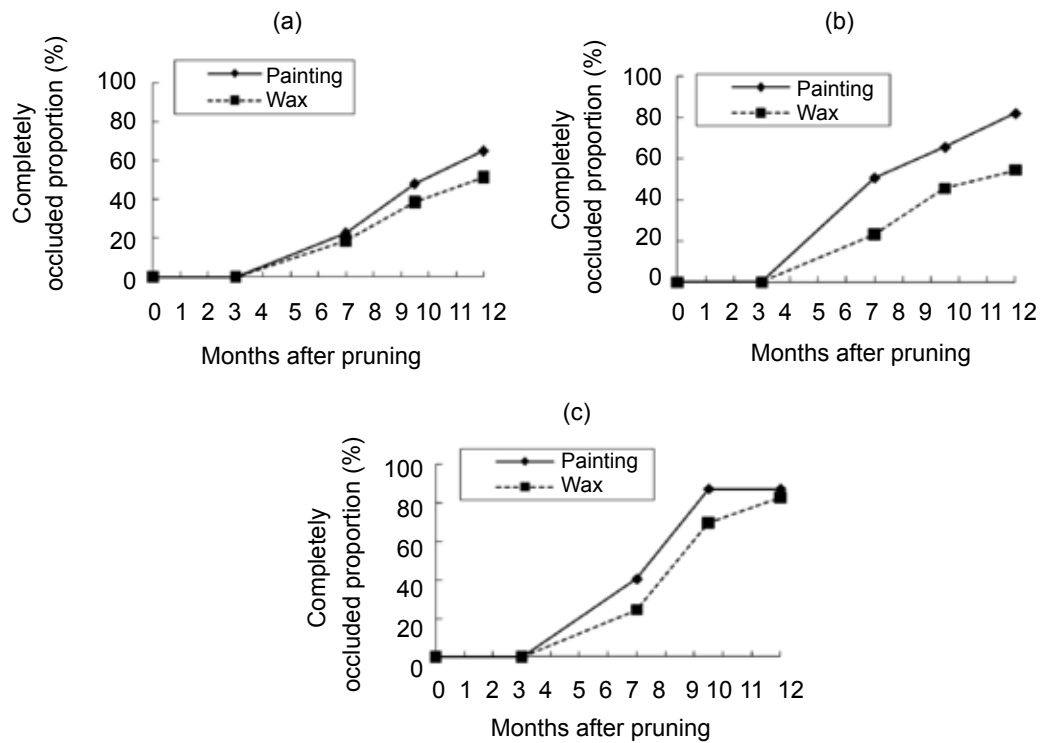 (a)
Painting
Wax
Completely
occluded proportion (%)
100
80
60
40
20
0
0 1 2 3 4 5 6 7 8 9 10 11 12
Months after pruning
(b)
Painting
Wax
Completely
occluded proportion (%)
100
80
60
40
20
0
0 1 2 3 4 5 6 7 8 9 10 11 12
Months after pruning
(c)
Painting
Wax
Completely
occluded proportion (%)
100
80
60
40
20
0
0 1 2 3 4 5 6 7 8 9 10 11 12
Months after pruning